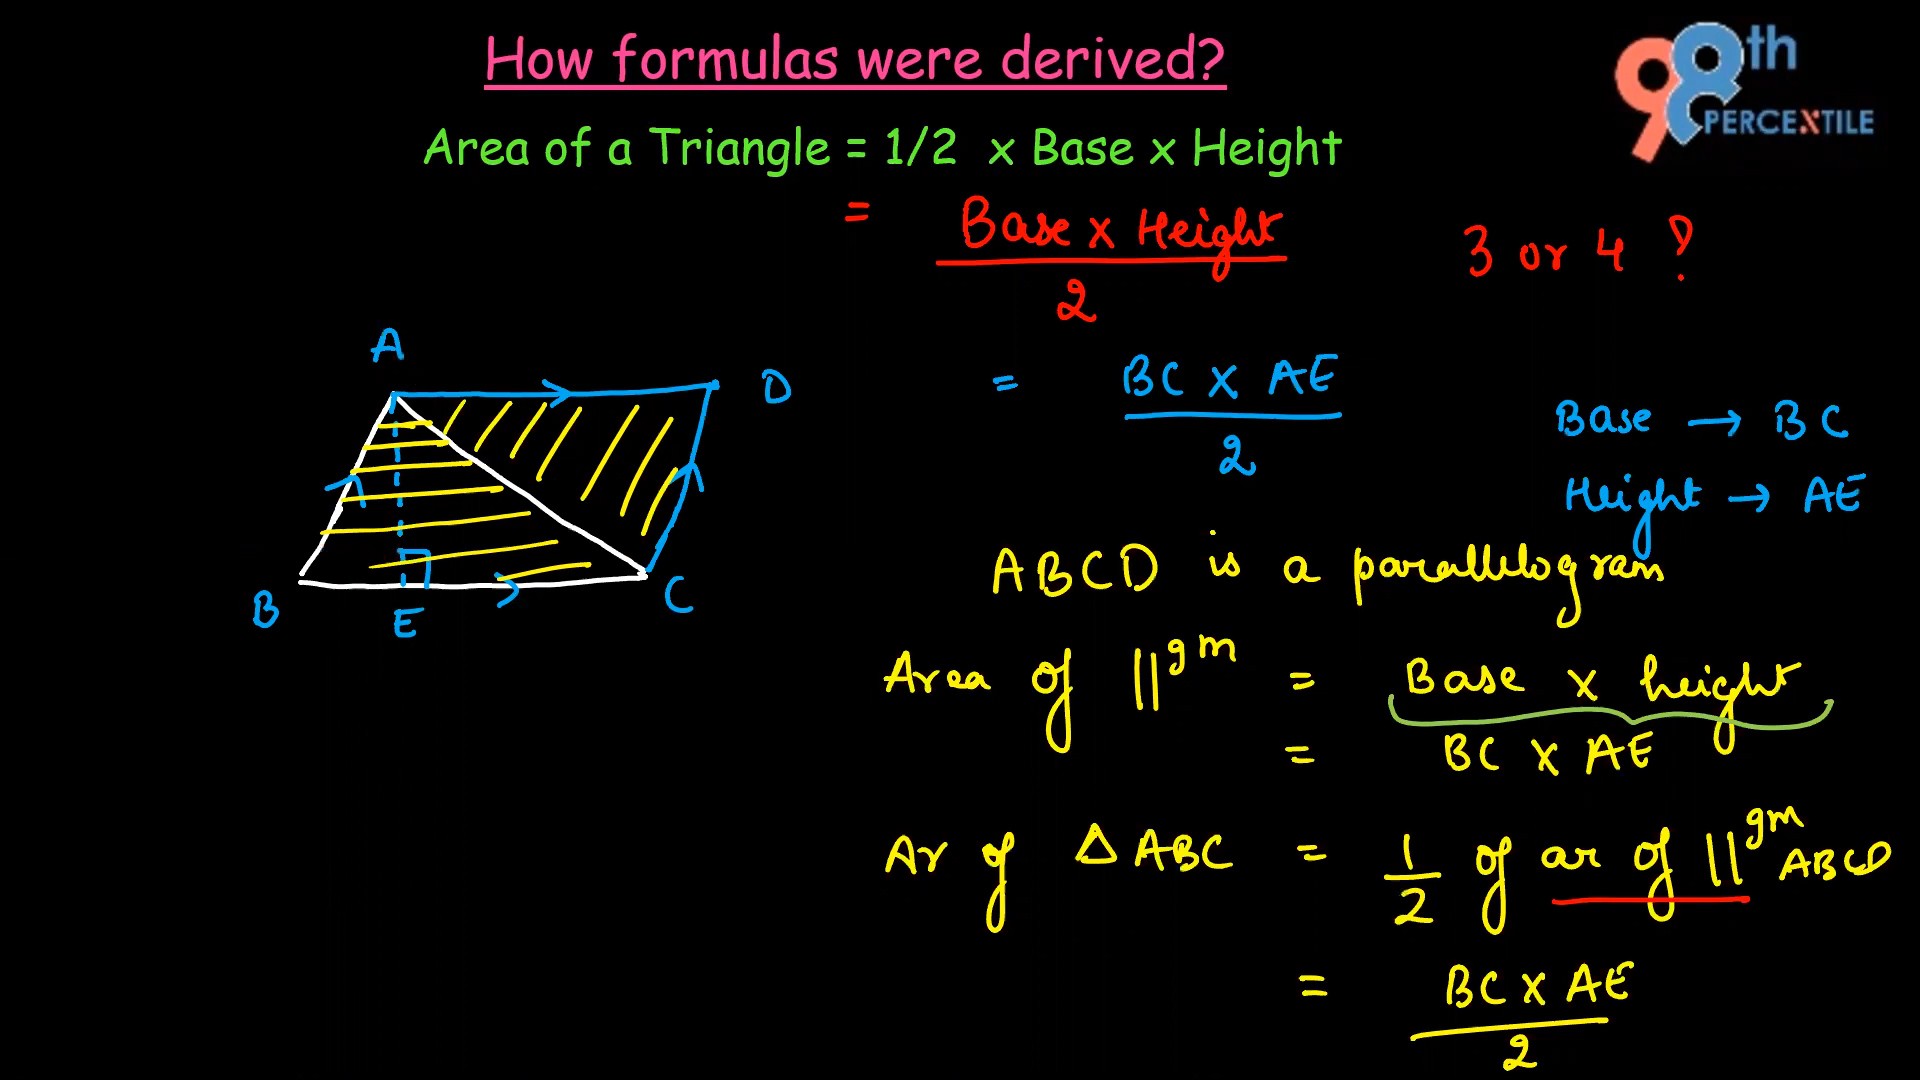 How formulas were derived?
98th
PERCEXTILE
Area of a Triangle = 1/2 x Base x Height
= Base x Height
2
3 or 4 ?
A
D
B
E
C
= BC x AE
2
Base → BC
Height → AE
ABCD is a parallelogram
Area of ||gm = Base x height
= BC x AE
Ar of △ ABC = 1/2 of ar of ||gm ABCD
= BC x AE
2